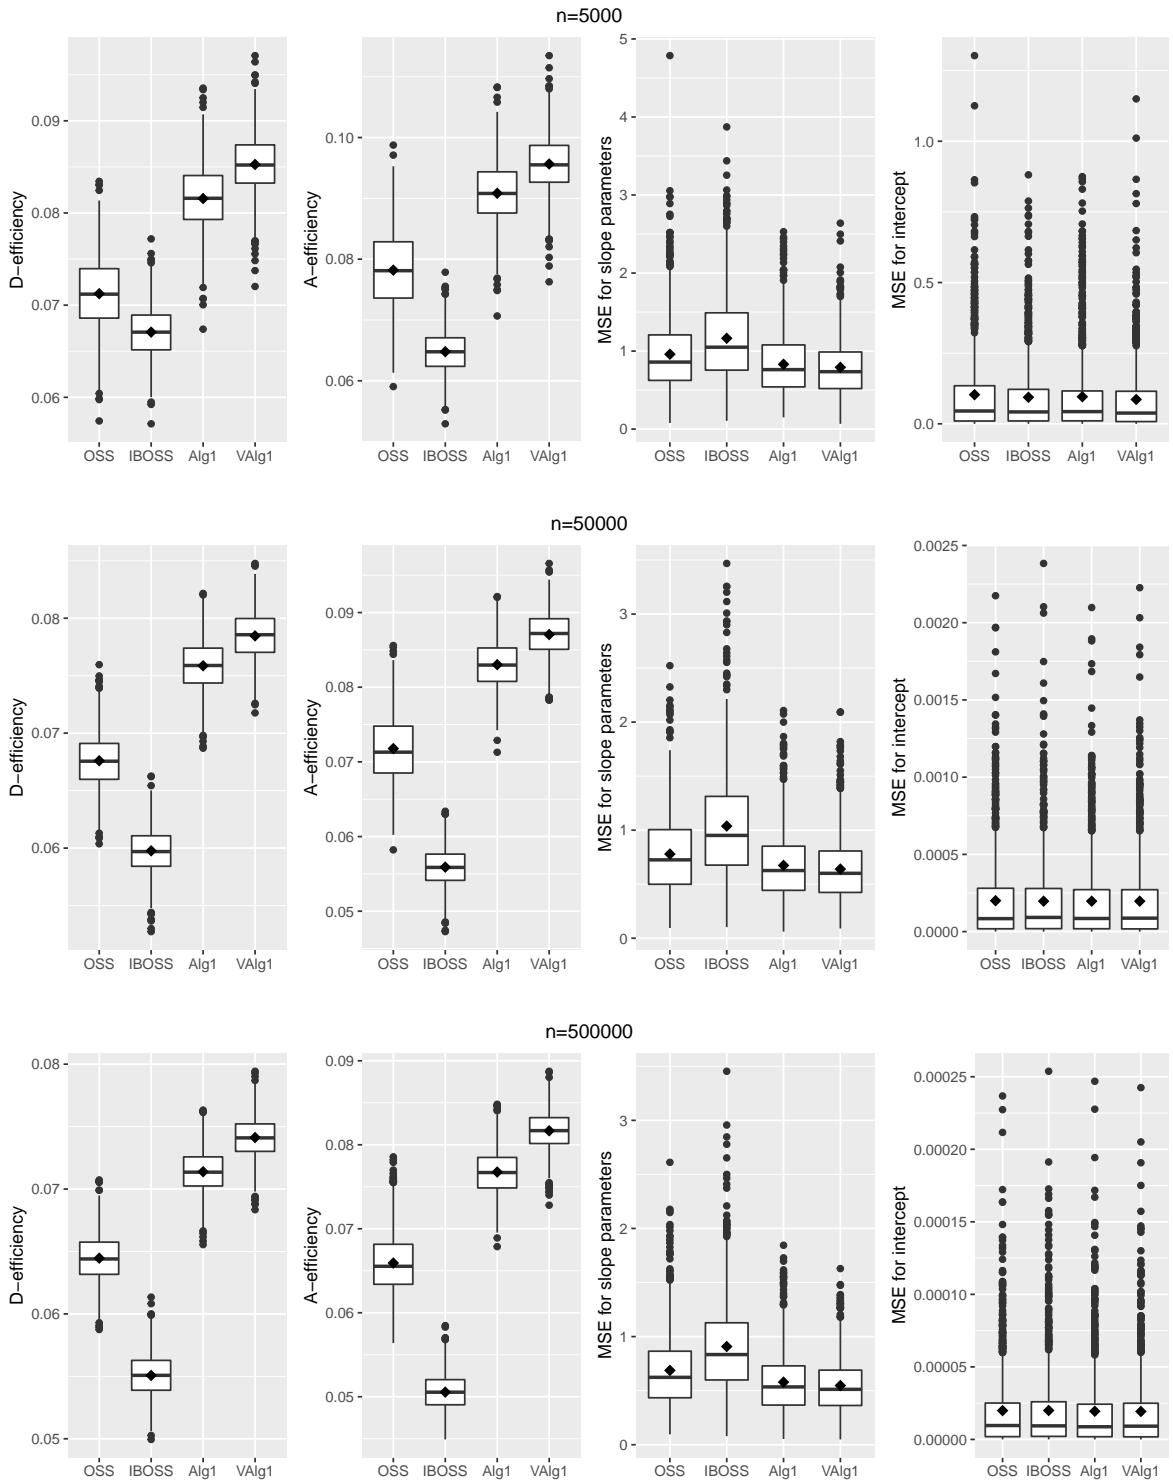 n=5000
D−efficiency
0.09
0.08
0.07
0.06
OSS IBOSS Alg1 VAlg1
A−efficiency
0.10
0.08
0.06
OSS IBOSS Alg1 VAlg1
MSE for slope parameters
5
4
3
2
1
0
OSS IBOSS Alg1 VAlg1
MSE for intercept
1.0
0.5
0.0
OSS IBOSS Alg1 VAlg1
n=50000
D−efficiency
0.08
0.07
0.06
OSS IBOSS Alg1 VAlg1
A−efficiency
0.09
0.08
0.07
0.06
0.05
OSS IBOSS Alg1 VAlg1
MSE for slope parameters
3
2
1
0
OSS IBOSS Alg1 VAlg1
MSE for intercept
0.0025
0.0020
0.0015
0.0010
0.0005
0.0000
OSS IBOSS Alg1 VAlg1
n=500000
D−efficiency
0.08
0.07
0.06
0.05
OSS IBOSS Alg1 VAlg1
A−efficiency
0.09
0.08
0.07
0.06
0.05
OSS IBOSS Alg1 VAlg1
MSE for slope parameters
3
2
1
0
OSS IBOSS Alg1 VAlg1
MSE for intercept
0.00025
0.00020
0.00015
0.00010
0.00005
0.00000
OSS IBOSS Alg1 VAlg1